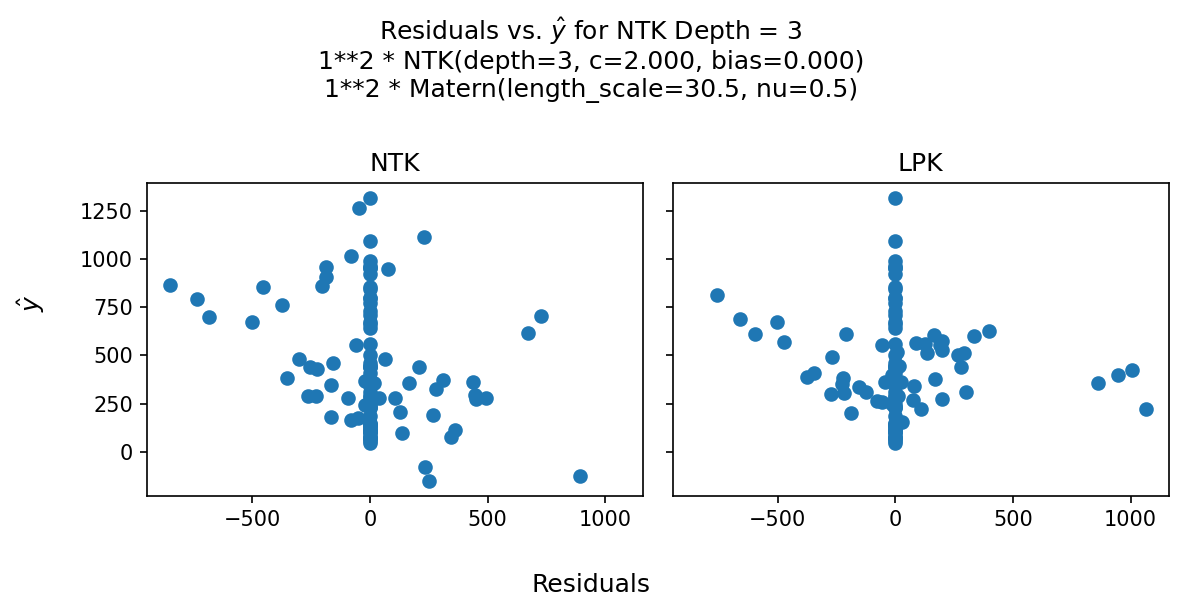 Residuals vs. ŷ for NTK Depth = 3
1**2 * NTK(depth=3, c=2.000, bias=0.000)
1**2 * Matern(length_scale=30.5, nu=0.5)
NTK
LPK
1250
1000
750
500
250
0
ŷ
−500
0
500
1000
−500
0
500
1000
Residuals